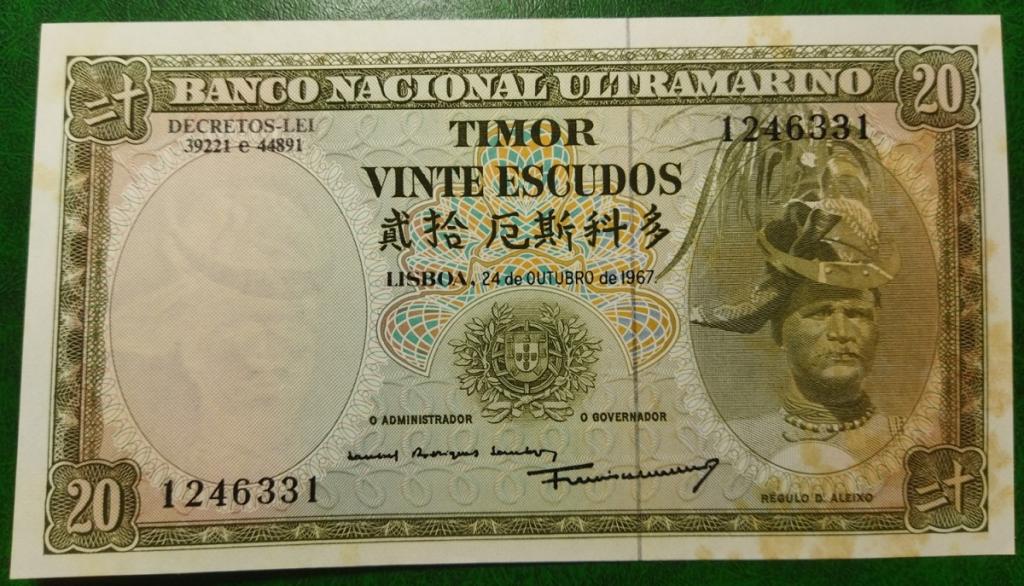 BANCO NACIONAL ULTRAMARINO
二十
20
DECRETOS-LEI
39221 e 44891
TIMOR
1246331
VINTE ESCUDOS
貳拾厄斯科多
LISBOA, 24 de OUTUBRO de 1967.
O ADMINISTRADOR
O GOVERNADOR
1246331
RÉGULO D. ALEIXO
20
二十